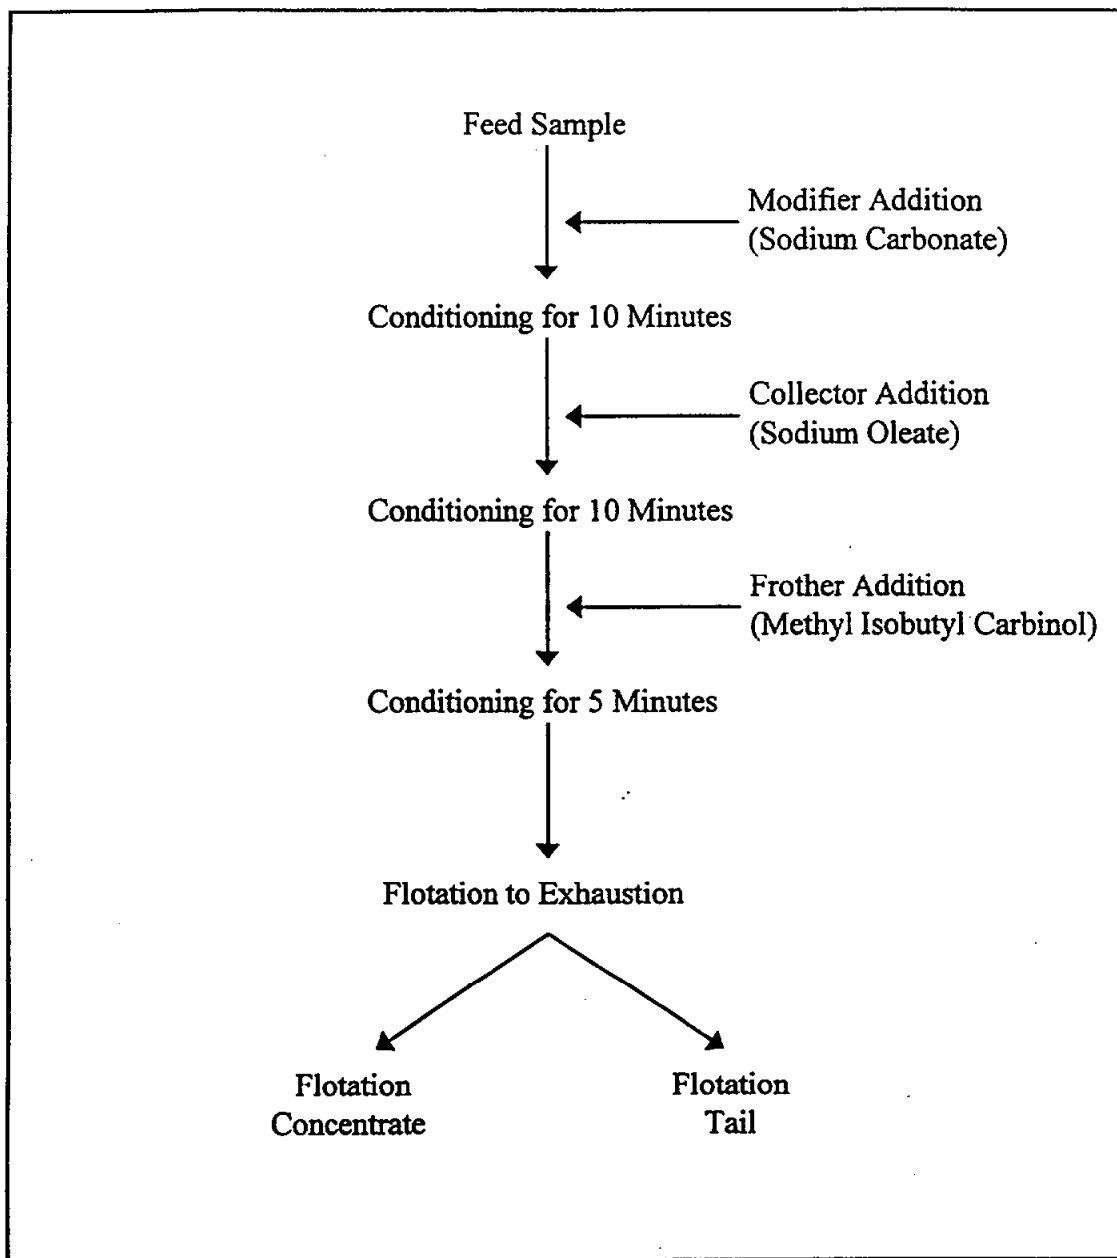 Feed Sample
Modifier Addition
(Sodium Carbonate)
Conditioning for 10 Minutes
Collector Addition
(Sodium Oleate)
Conditioning for 10 Minutes
Frother Addition
(Methyl Isobutyl Carbinol)
Conditioning for 5 Minutes
Flotation to Exhaustion
Flotation
Concentrate
Flotation
Tail